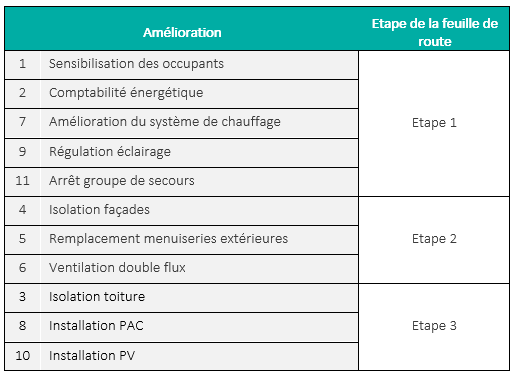 Amélioration
Etape de la feuille de
route
1 Sensibilisation des occupants
2 Comptabilité énergétique
7 Amélioration du système de chauffage
9 Régulation éclairage
11 Arrêt groupe de secours
Etape 1
4 Isolation façades
5 Remplacement menuiseries extérieures
6 Ventilation double flux
Etape 2
3 Isolation toiture
8 Installation PAC
10 Installation PV
Etape 3